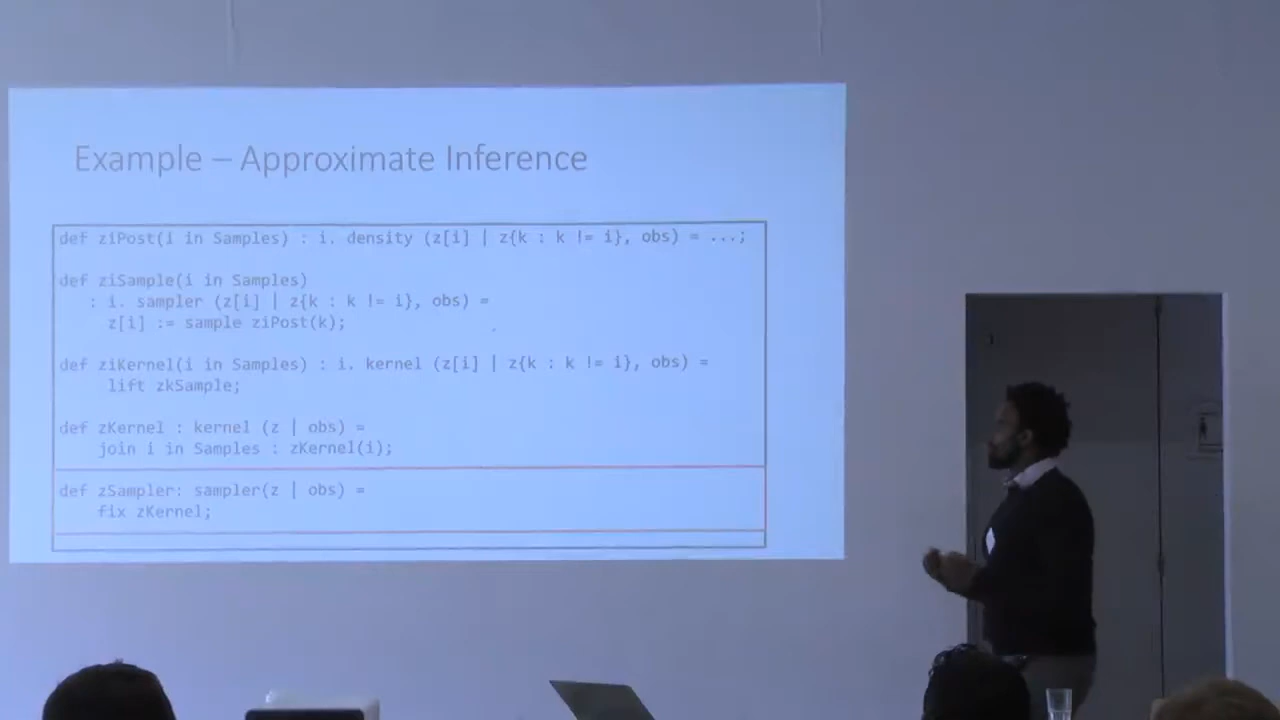 Example – Approximate Inference
def ziPost(i in Samples) : i. density (z[i] | z{k : k != i}, obs) = ...;
def ziSample(i in Samples)
: i. sampler (z[i] | z{k : k != i}, obs) =
z[i] := sample ziPost(k);
def ziKernel(i in Samples) : i. kernel (z[i] | z{k : k != i}, obs) =
lift zkSample;
def zKernel : kernel (z | obs) =
join i in Samples : zKernel(i);
def zSampler: sampler(z | obs) =
fix zKernel;